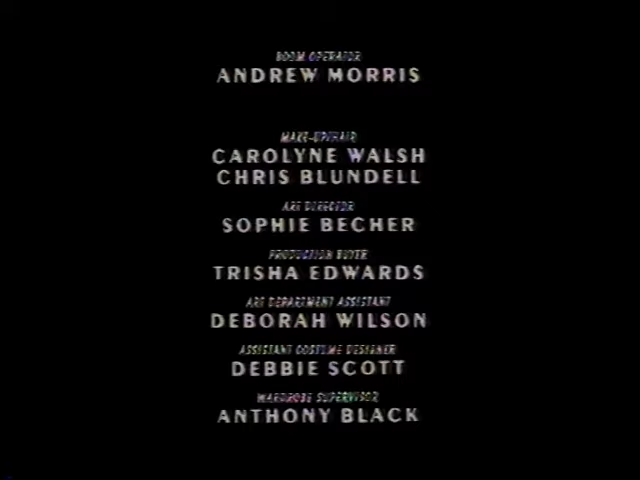 BOOM OPERATOR
ANDREW MORRIS
MAKE-UP/HAIR
CAROLYNE WALSH
CHRIS BLUNDELL
ART DIRECTOR
SOPHIE BECHER
PRODUCTION BUYER
TRISHA EDWARDS
ART DEPARTMENT ASSISTANT
DEBORAH WILSON
ASSISTANT COSTUME DESIGNER
DEBBIE SCOTT
WARDROBE SUPERVISOR
ANTHONY BLACK